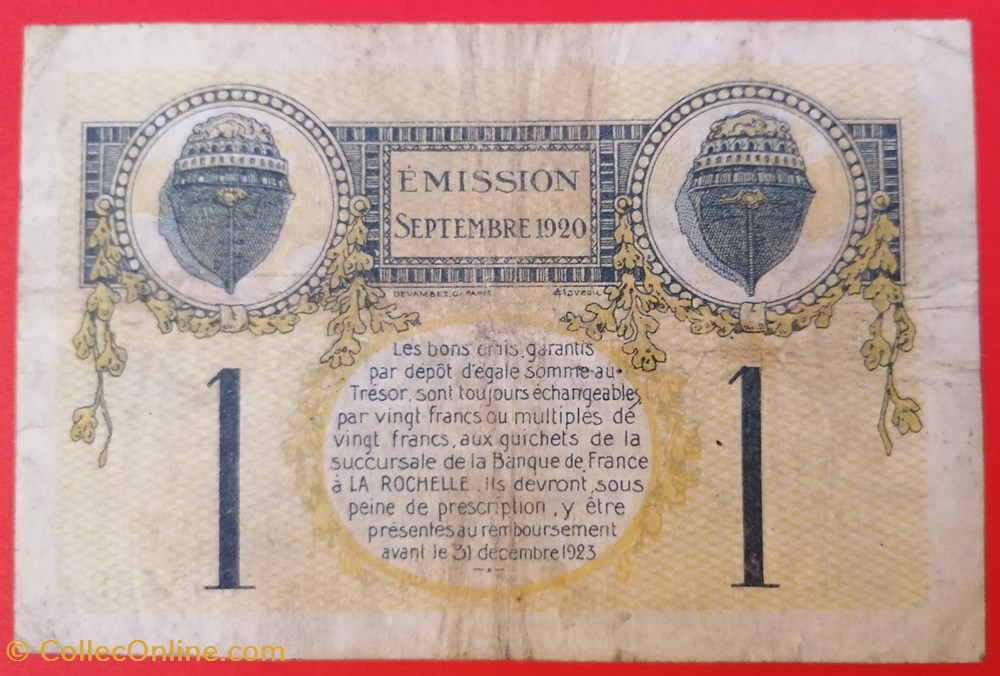 ÉMISSION
SEPTEMBRE 1920
DEVAMBEZ, Gr PARIS
Les bons émis, garantis
par dépôt d'égale somme au
Trésor, sont toujours échangeables,
par vingt francs ou multiples de
vingt francs, aux guichets de la
succursale de la Banque de France
à LA ROCHELLE. Ils devront, sous
peine de prescription, y être
présentés au remboursement
avant le 31 décembre 1923
1 1
© CollecOnline.com